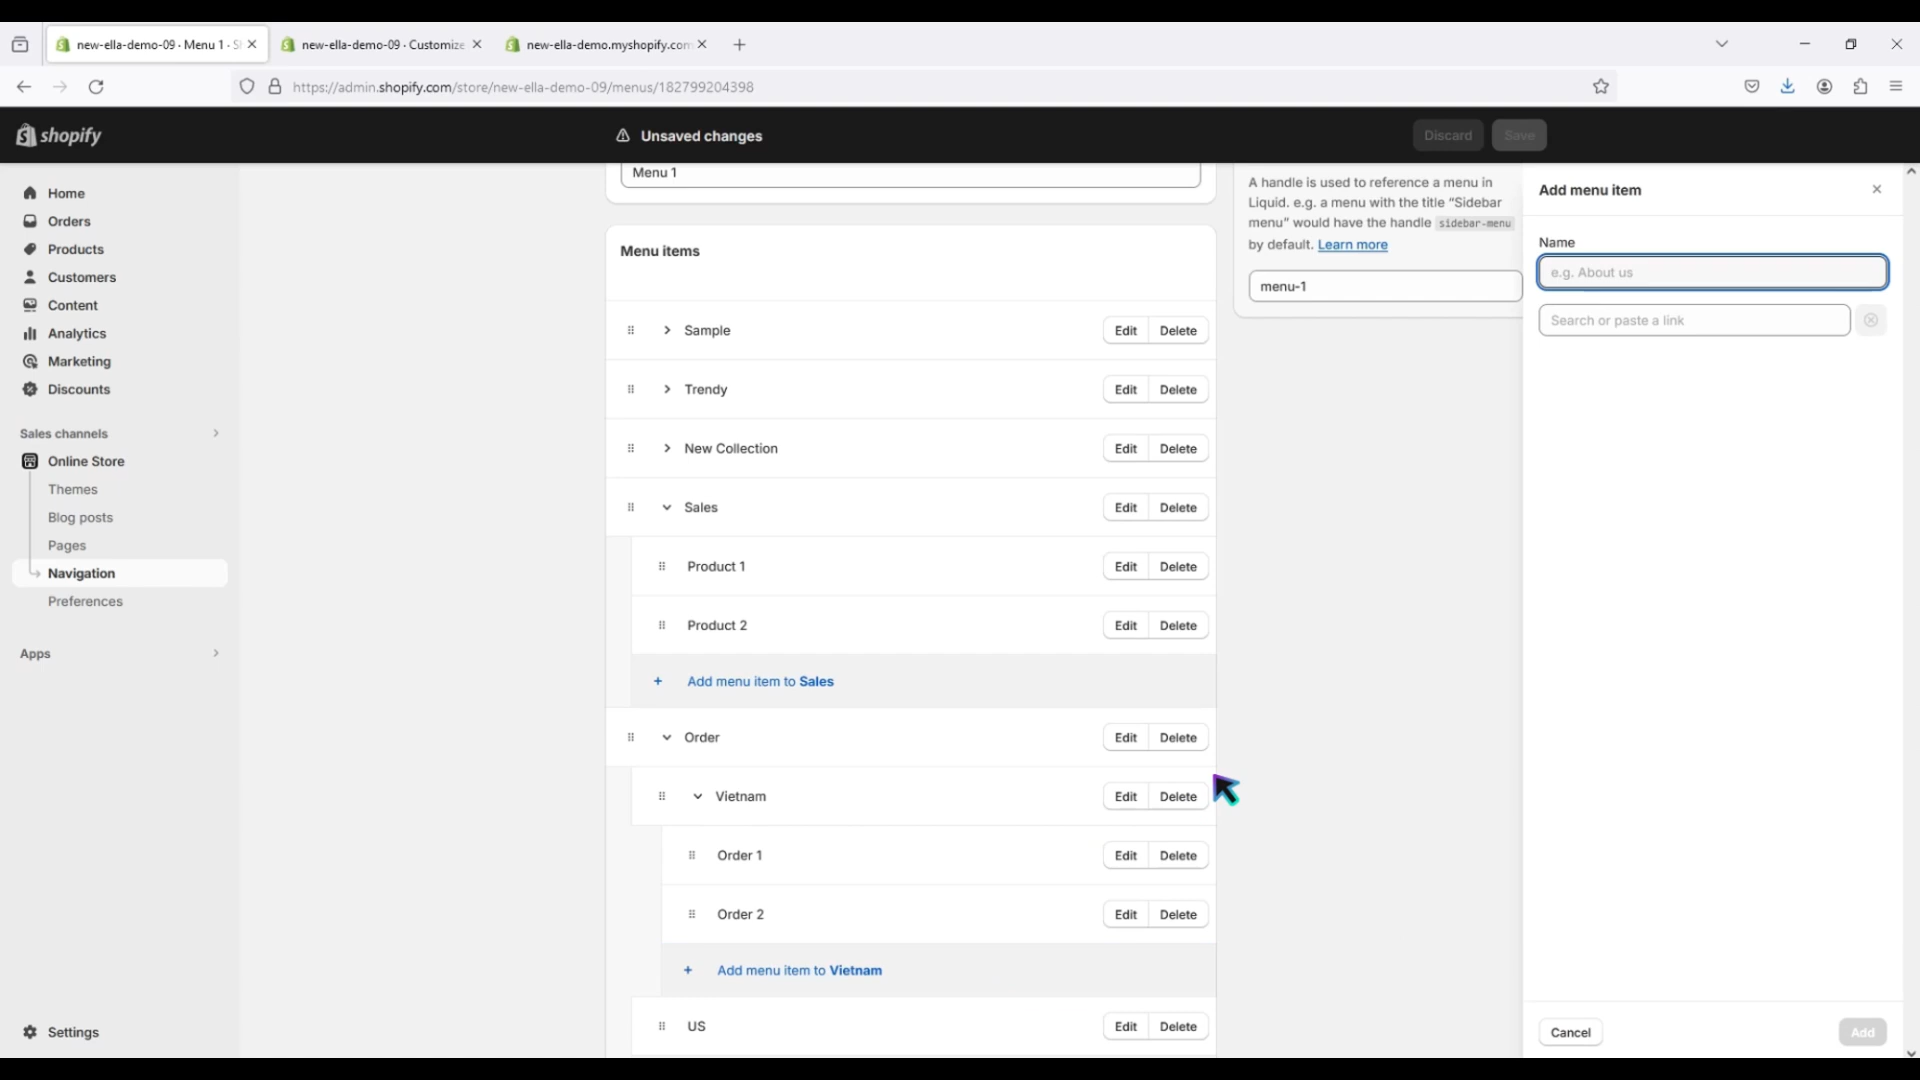 new-ella-demo-09 · Menu 1 · S
new-ella-demo-09 · Customize
new-ella-demo.myshopify.com
https://admin.shopify.com/store/new-ella-demo-09/menus/182799204398
shopify
Unsaved changes
Discard
Save
Home
Orders
Products
Customers
Content
Analytics
Marketing
Discounts
Sales channels
Online Store
Themes
Blog posts
Pages
Navigation
Preferences
Apps
Settings
Menu 1
Menu items
Sample
Edit
Delete
Trendy
Edit
Delete
New Collection
Edit
Delete
Sales
Edit
Delete
Product 1
Edit
Delete
Product 2
Edit
Delete
+ Add menu item to Sales
Order
Edit
Delete
Vietnam
Edit
Delete
Order 1
Edit
Delete
Order 2
Edit
Delete
+ Add menu item to Vietnam
US
Edit
Delete
A handle is used to reference a menu in
Liquid. e.g. a menu with the title “Sidebar
menu” would have the handle sidebar-menu
by default. Learn more
menu-1
Add menu item
Name
e.g. About us
Search or paste a link
Cancel
Add